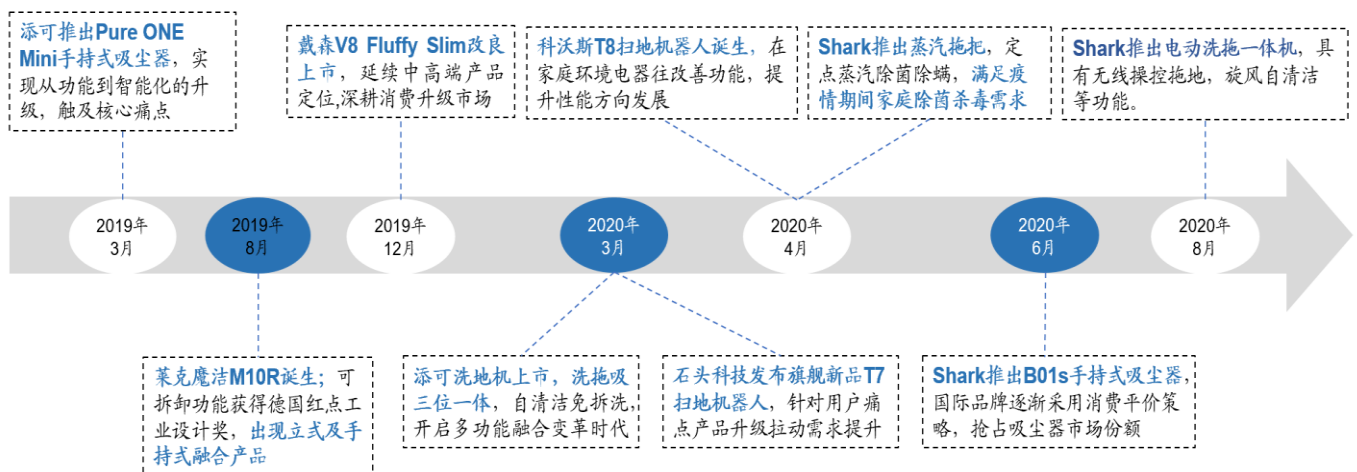 添可推出Pure ONE
Mini手持式吸尘器，实
现从功能到智能化的升
级，触及核心痛点
戴森V8 Fluffy Slim改良
上市，延续中高端产品
定位,深耕消费升级市场
科沃斯T8扫地机器人诞生，在
家庭环境电器往改善功能，提
升性能方向发展
Shark推出蒸汽拖把，定
点蒸汽除菌除螨，满足疫
情期间家庭除菌杀毒需求
Shark推出电动洗拖一体机，具
有无线操控拖地，旋风自清洁
等功能。
2019年
3月
2019年
8月
2019年
12月
2020年
3月
2020年
4月
2020年
6月
2020年
8月
莱克魔洁M10R诞生；可
拆卸功能获得德国红点工
业设计奖，出现立式及手
持式融合产品
添可洗地机上市，洗拖吸
三位一体，自清洁免拆洗，
开启多功能融合变革时代
石头科技发布旗舰新品T7
扫地机器人，针对用户痛
点产品升级拉动需求提升
Shark推出B01s手持式吸尘器，
国际品牌逐渐采用消费平价策
略，抢占吸尘器市场份额